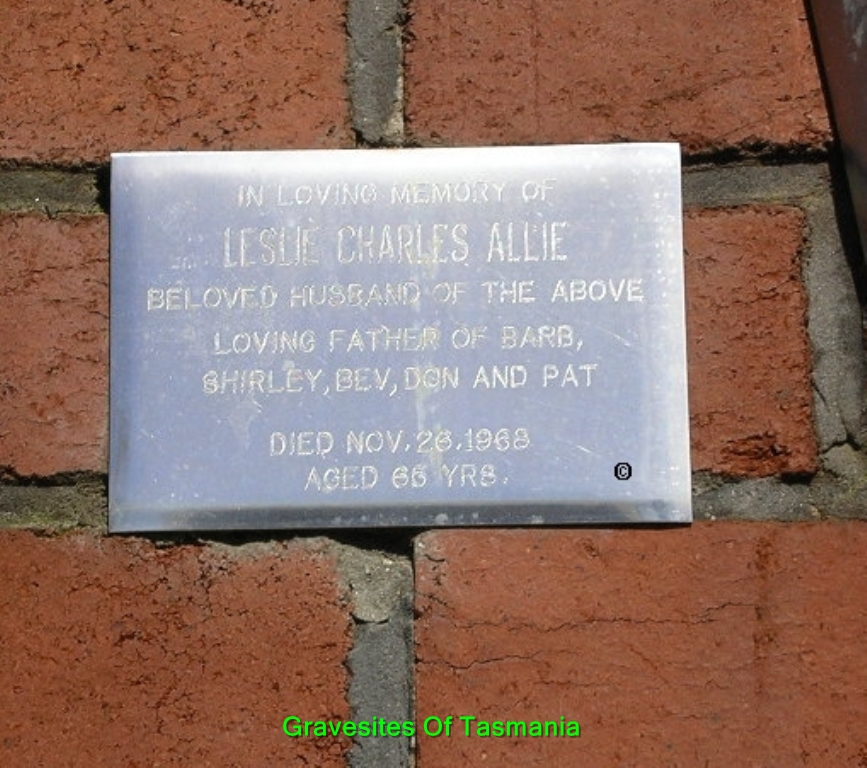 IN LOVING MEMORY OF
LESLIE CHARLES ALLIE
BELOVED HUSBAND OF THE ABOVE
LOVING FATHER OF BARB,
SHIRLEY, BEV, DON AND PAT
DIED NOV. 26. 1968
AGED 66 YRS.
©
Gravesites Of Tasmania